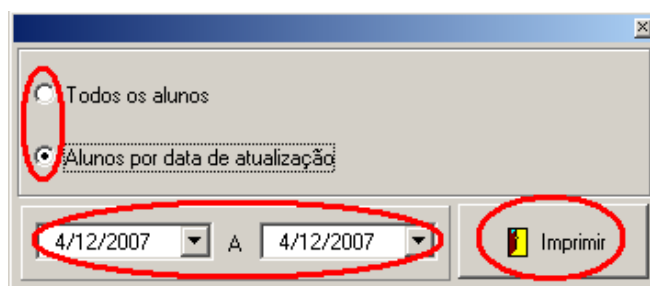 Todos os alunos
Alunos por data de atualização
4/12/2007 A 4/12/2007 Imprimir